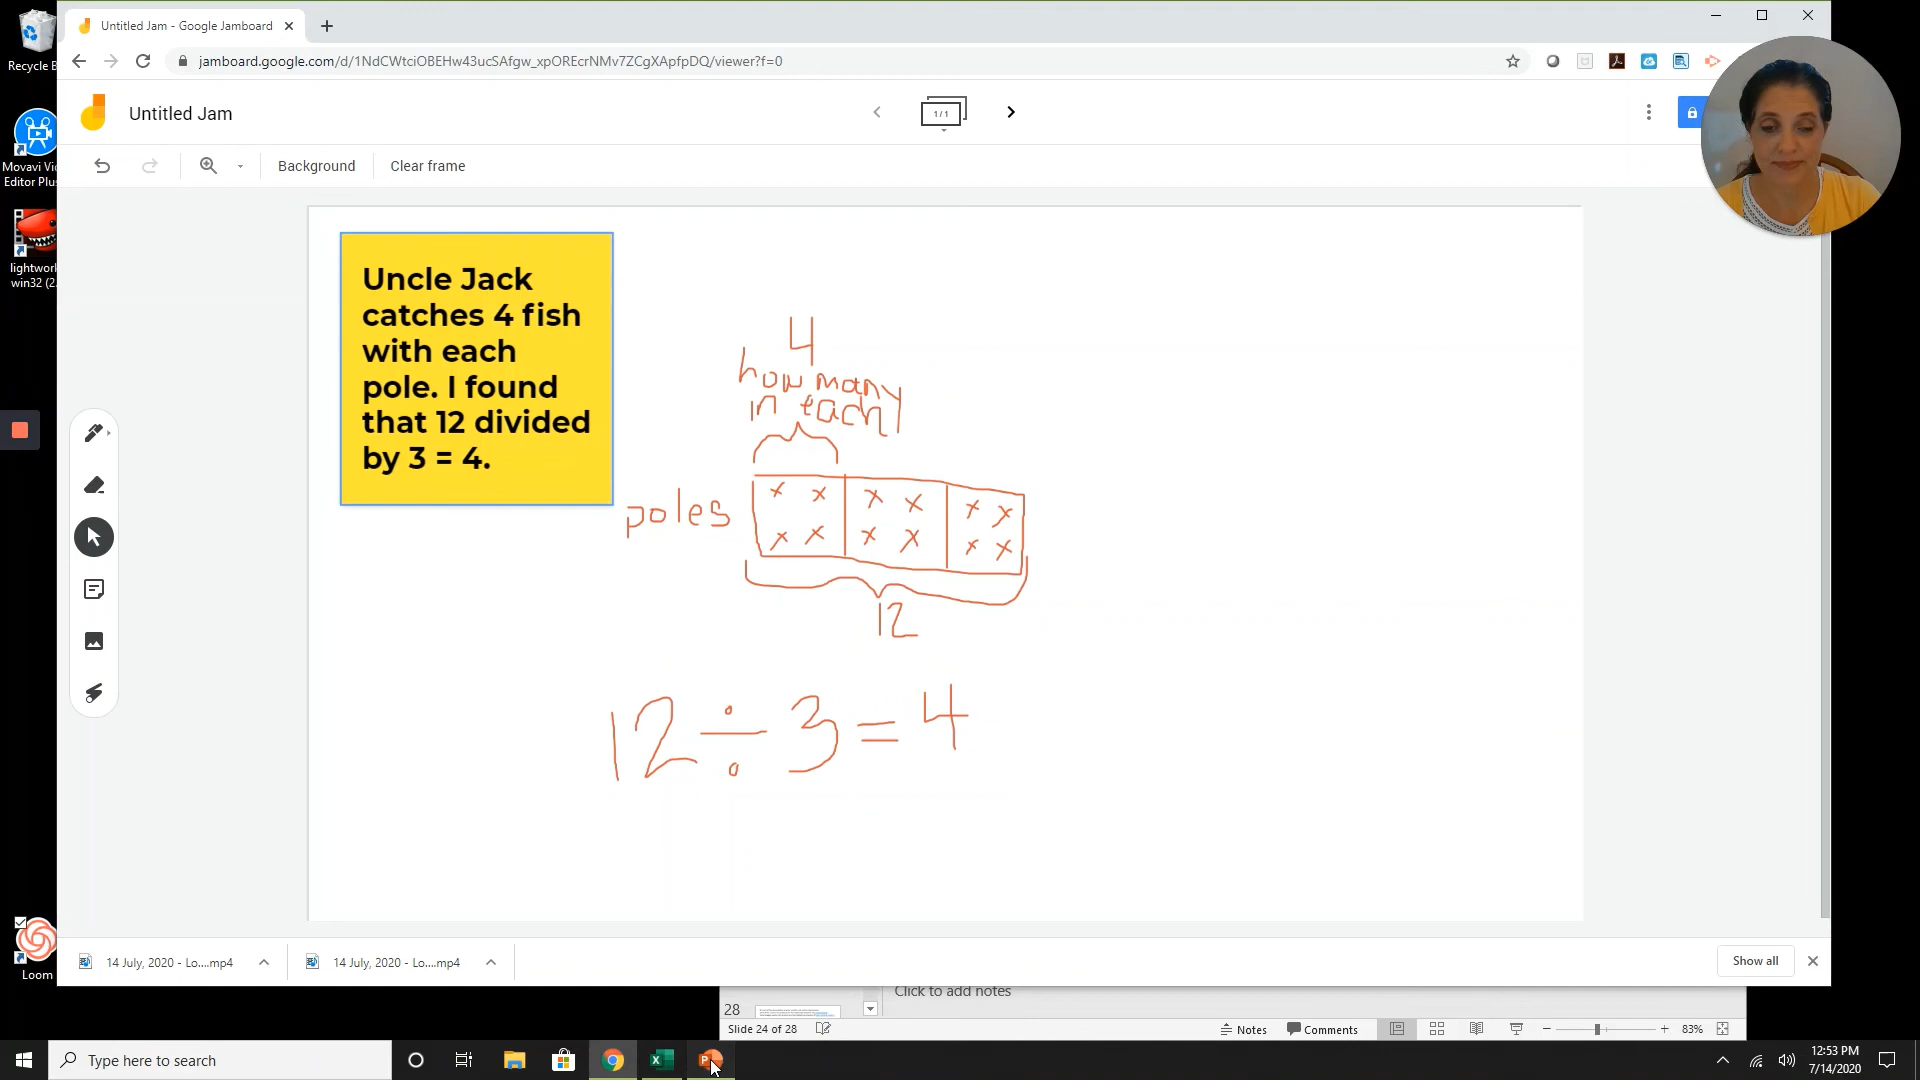 Untitled Jam - Google Jamboard
jamboard.google.com/d/1NdCWtciOBEHw43ucSAfgw_xpOREcrNMv7ZCgXApfpDQ/viewer?f=0
Recycle B
Movavi Vi
Editor Plus
lightwork
win32 (2.
Loom
Untitled Jam
1/1
Background
Clear frame
Uncle Jack
catches 4 fish
with each
pole. I found
that 12 divided
by 3 = 4.
4
how many
in each
poles
x x x x x x
x x x x x x
12
12 ÷ 3 = 4
14 July, 2020 - Lo....mp4
14 July, 2020 - Lo....mp4
Show all
28
Click to add notes
Slide 24 of 28
Notes
Comments
83%
Type here to search
12:53 PM
7/14/2020